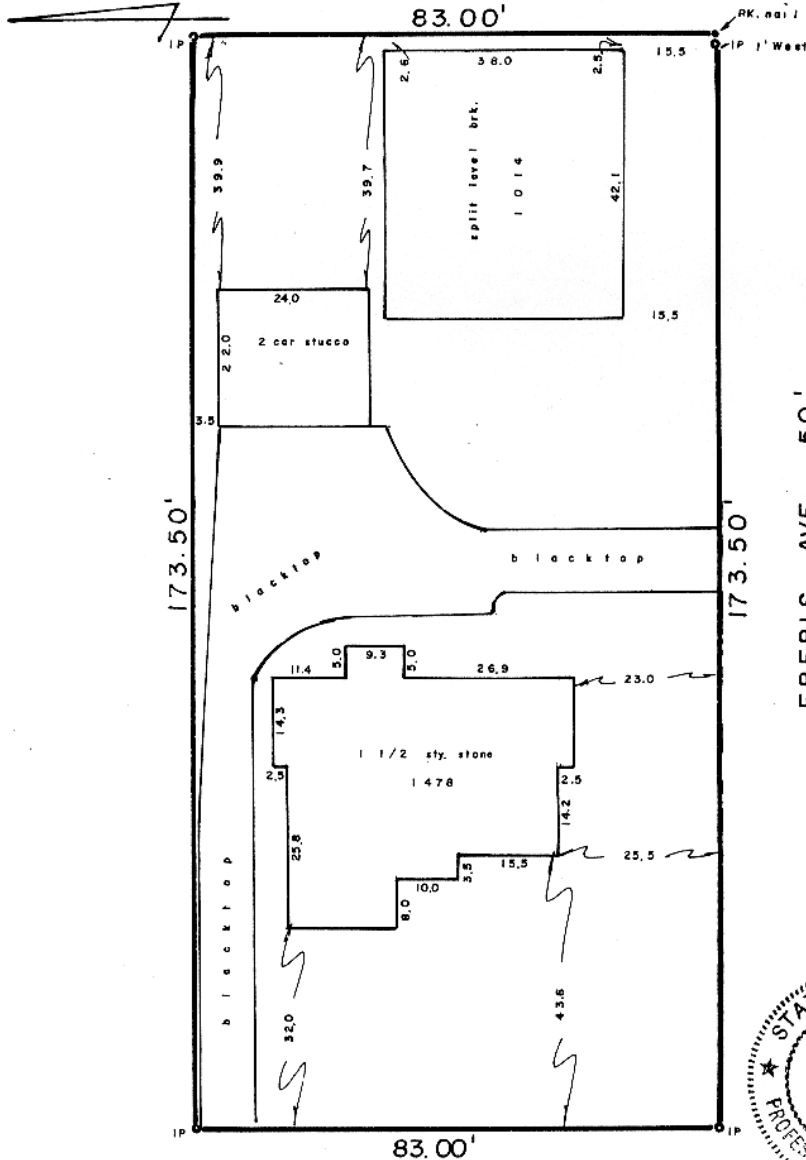 83.00'
RK. nail
IP
IP 1' West
2.6
38.0
2.5
15.5
39.9
39.7
split level brk.
1014
42.1
24.0
15.5
22.0
2 car stucco
3.5
173.50'
blacktop
blacktop
173.50'
AVE. 50'
11.4
5.0
9.3
5.0
26.9
23.0
14.3
1 1/2 sty. stone
1478
2.5
2.5
14.2
25.8
15.5
25.5
3.5
10.0
8.0
blacktop
32.0
43.6
STA
PROFES
IP
IP
83.00'